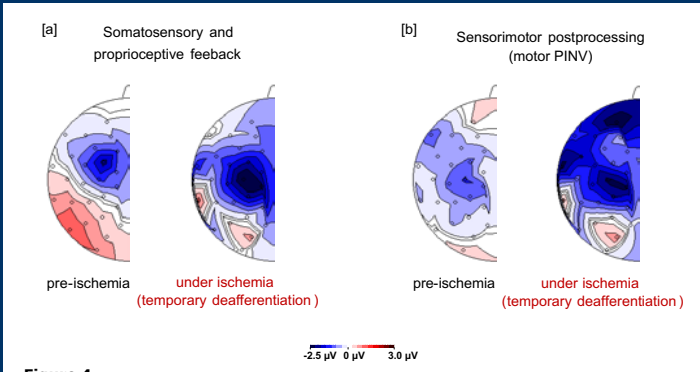 [a]
Somatosensory and
proprioceptive feeback
[b]
Sensorimotor postprocessing
(motor PINV)
pre-ischemia
under ischemia
(temporary deafferentiation )
pre-ischemia
under ischemia
(temporary deafferentiation )
-2.5 µV 0 µV 3.0 µV